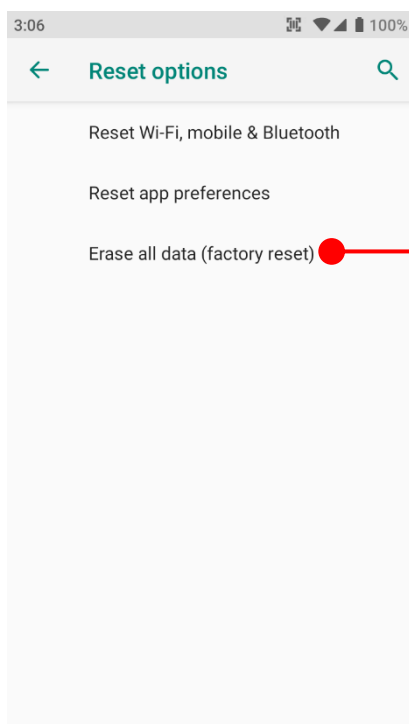 3:06 100%
Reset options
Reset Wi-Fi, mobile & Bluetooth
Reset app preferences
Erase all data (factory reset)